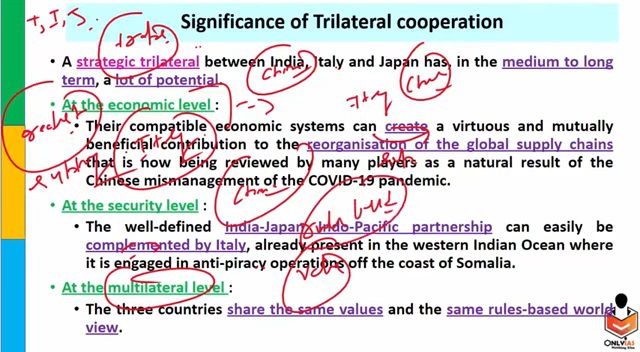 Significance of Trilateral cooperation
T, I, J.
• A strategic trilateral between India, Italy and Japan has, in the medium to long
term, a lot of potential.
• At the economic level :
• Their compatible economic systems can create a virtuous and mutually
beneficial contribution to the reorganisation of the global supply chains
that is now being reviewed by many players as a natural result of the
Chinese mismanagement of the COVID-19 pandemic.
• At the security level :
• The well-defined India-Japan Indo-Pacific partnership can easily be
complemented by Italy, already present in the western Indian Ocean where
it is engaged in anti-piracy operations off the coast of Somalia.
• At the multilateral level :
• The three countries share the same values and the same rules-based world
view.
ONLYIAS